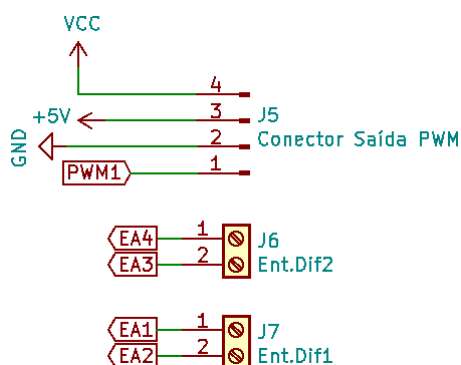 VCC
4
+5V
3
J5
GND
2
Conector Saída PWM
PWM1
1
EA4
1
J6
EA3
2
Ent.Dif2
EA1
1
J7
EA2
2
Ent.Dif1